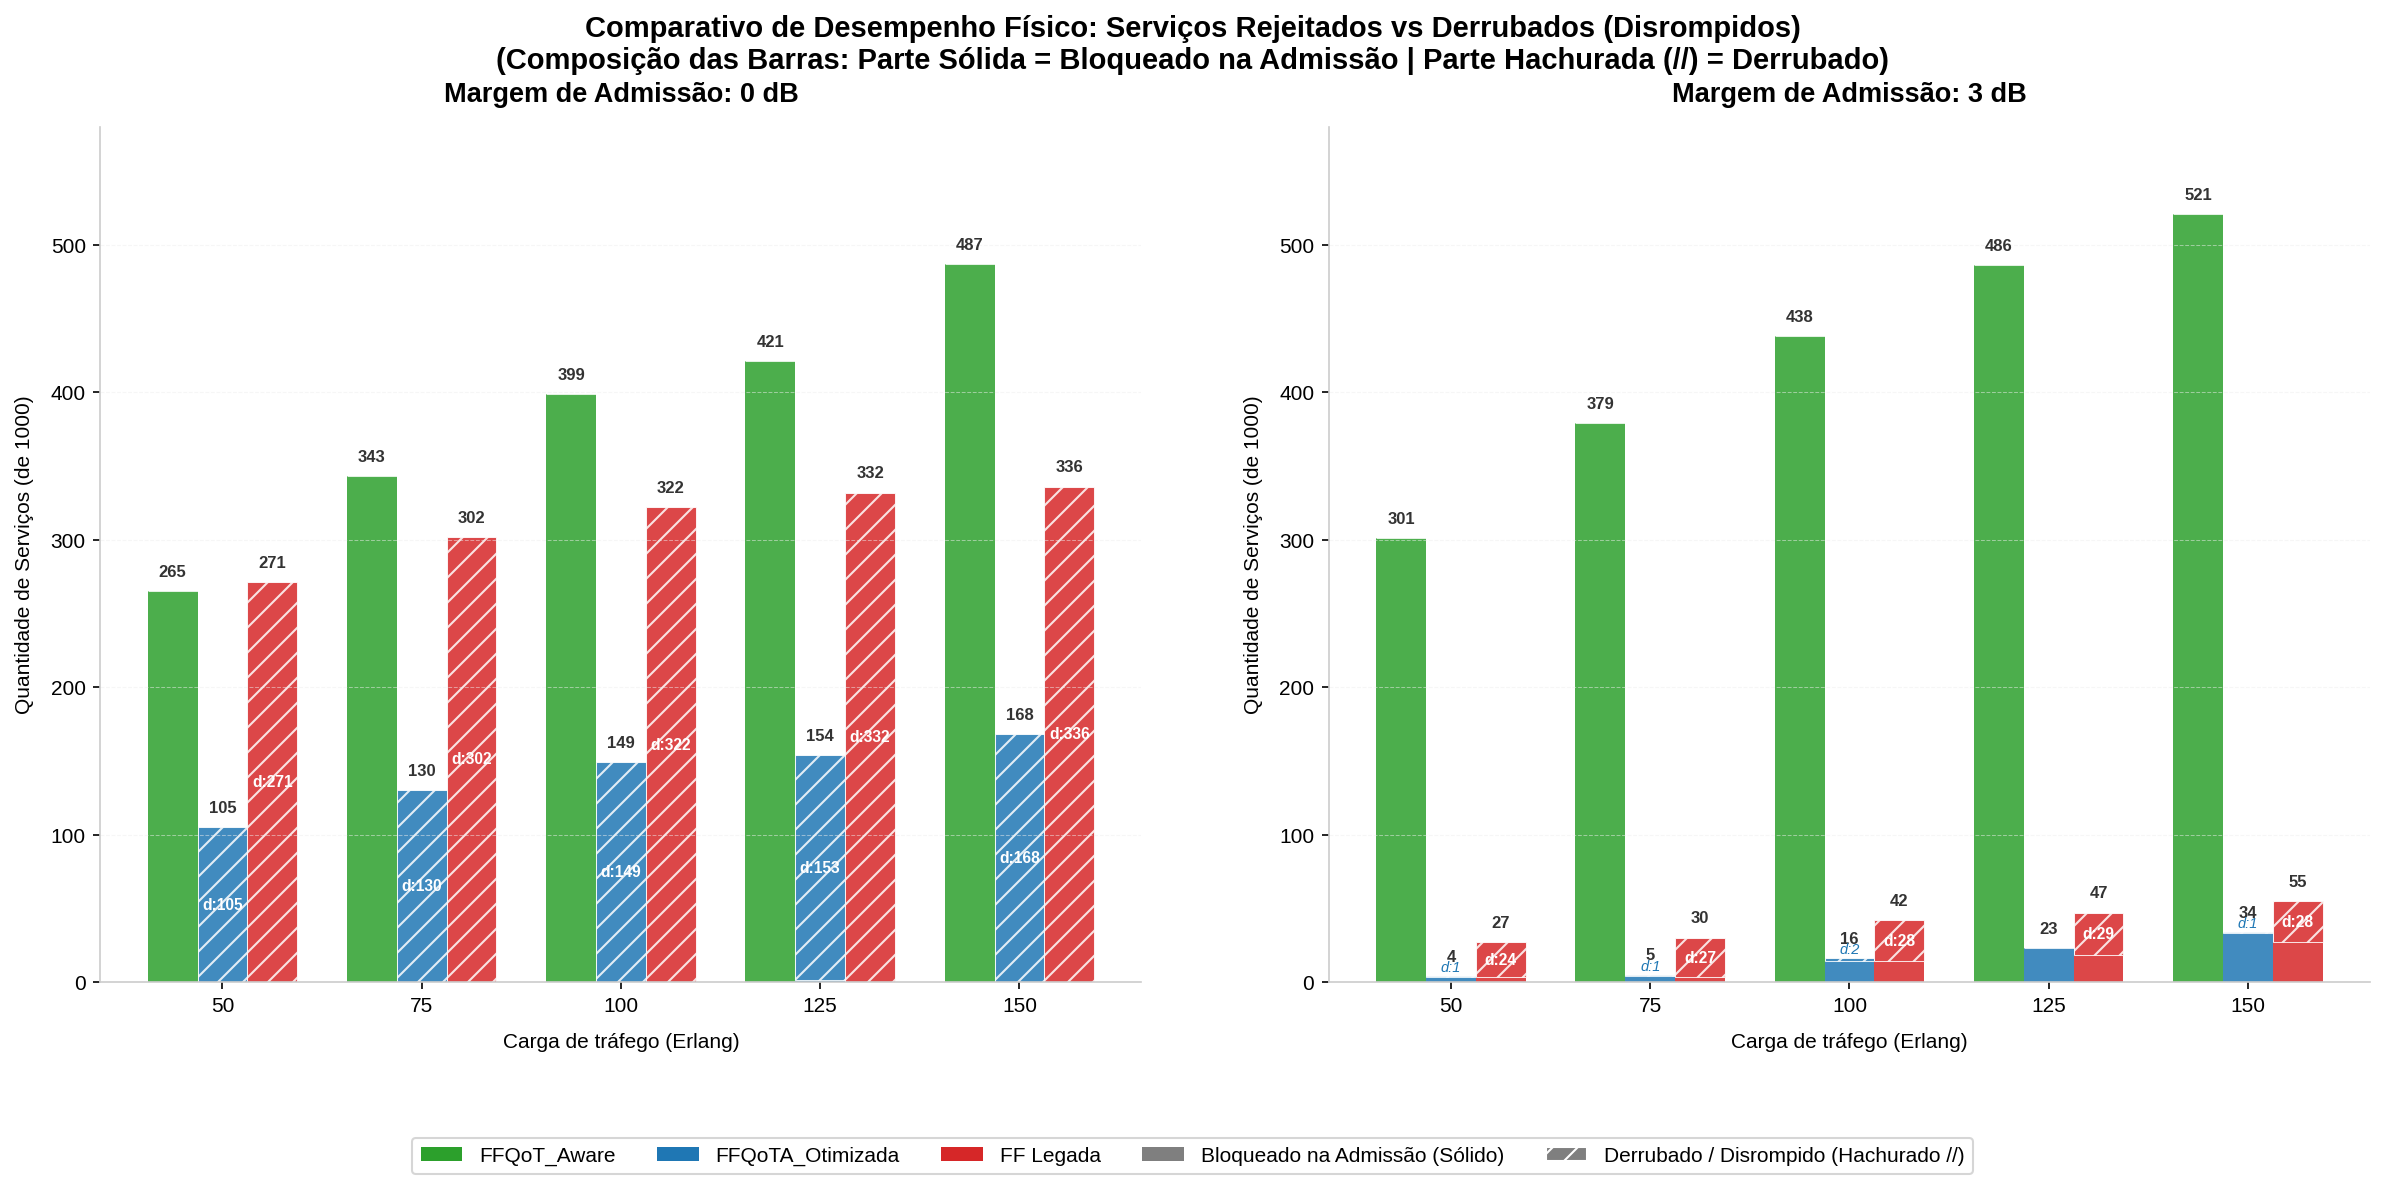 Comparativo de Desempenho Físico: Serviços Rejeitados vs Derrubados (Disrompidos)
(Composição das Barras: Parte Sólida = Bloqueado na Admissão | Parte Hachurada (//) = Derrubado)
Margem de Admissão: 0 dB
Quantidade de Serviços (de 1000)
500
400
300
200
100
0
265
105
d:105
271
d:271
343
130
d:130
302
d:302
399
149
d:149
322
d:322
421
154
d:153
332
d:332
487
168
d:168
336
d:336
50
75
100
125
150
Carga de tráfego (Erlang)
Margem de Admissão: 3 dB
Quantidade de Serviços (de 1000)
500
400
300
200
100
0
301
4
d:1
27
d:24
379
5
d:1
30
d:27
438
16
d:2
42
d:28
486
23
47
d:29
521
34
d:1
55
d:28
50
75
100
125
150
Carga de tráfego (Erlang)
FFQoT_Aware
FFQoTA_Otimizada
FF Legada
Bloqueado na Admissão (Sólido)
Derrubado / Disrompido (Hachurado //)